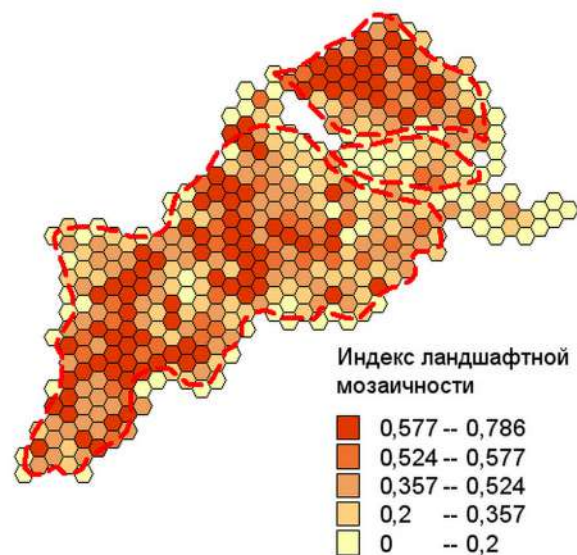 Индекс ландшафтной
мозаичности
0,577 -- 0,786
0,524 -- 0,577
0,357 -- 0,524
0,2 -- 0,357
0 -- 0,2